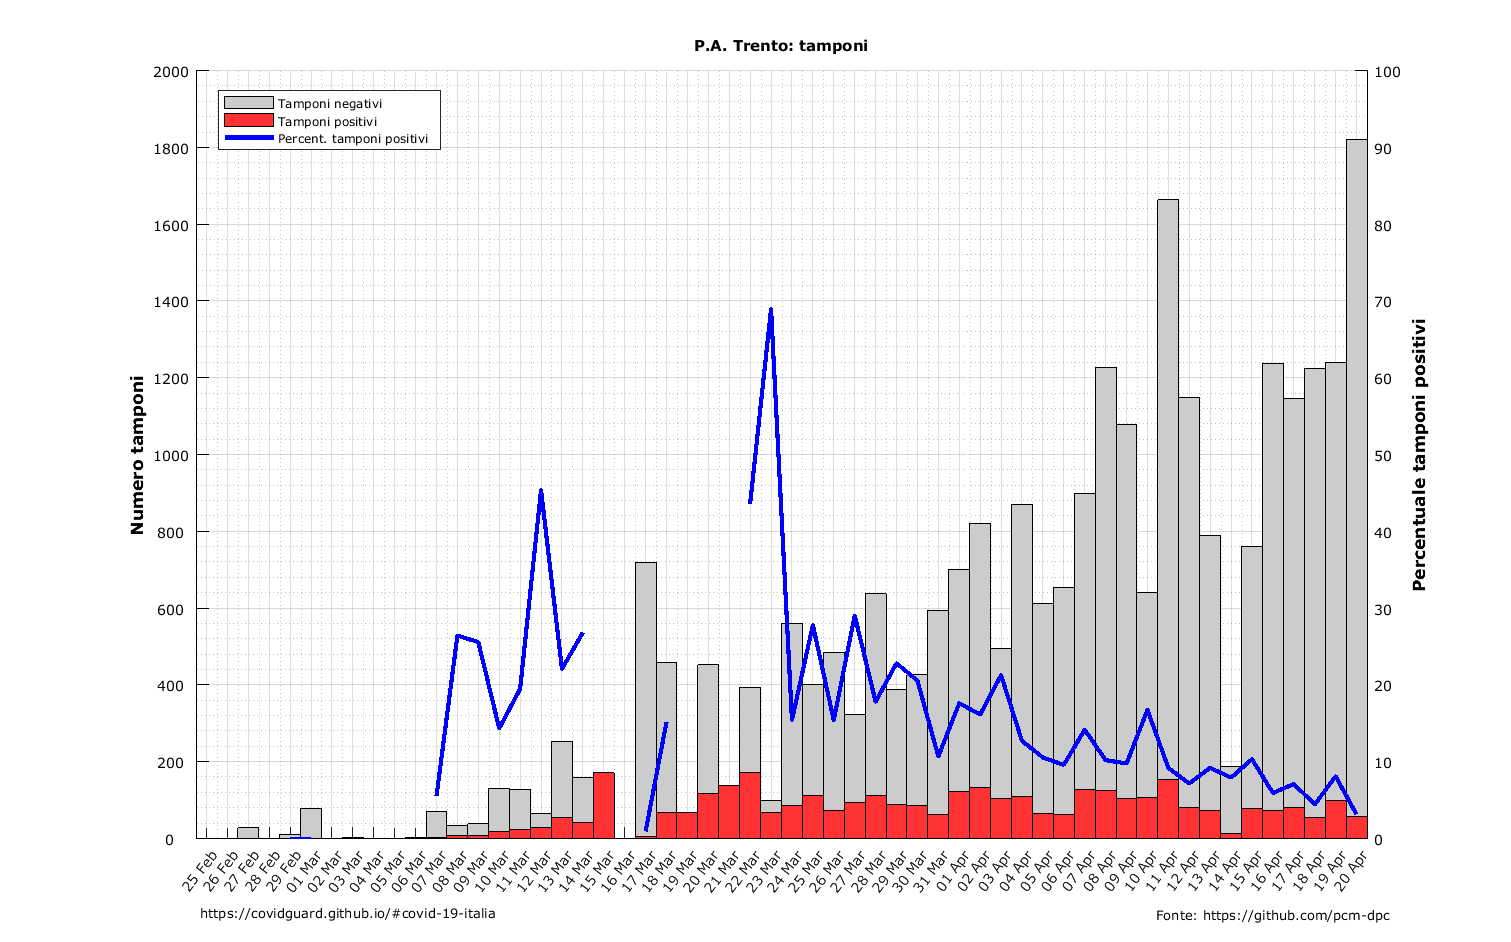 P.A. Trento: tamponi
Tamponi negativi
Tamponi positivi
Percent. tamponi positivi
Numero tamponi
2000
1800
1600
1400
1200
1000
800
600
400
200
0
100
90
80
70
60
50
40
30
20
10
0
Percentuale tamponi positivi
25 Feb
26 Feb
27 Feb
28 Feb
29 Feb
01 Mar
02 Mar
03 Mar
04 Mar
05 Mar
06 Mar
07 Mar
08 Mar
09 Mar
10 Mar
11 Mar
12 Mar
13 Mar
14 Mar
15 Mar
16 Mar
17 Mar
18 Mar
19 Mar
20 Mar
21 Mar
22 Mar
23 Mar
24 Mar
25 Mar
26 Mar
27 Mar
28 Mar
29 Mar
30 Mar
31 Mar
01 Apr
02 Apr
03 Apr
04 Apr
05 Apr
06 Apr
07 Apr
08 Apr
09 Apr
10 Apr
11 Apr
12 Apr
13 Apr
14 Apr
15 Apr
16 Apr
17 Apr
18 Apr
19 Apr
20 Apr
https://covidguard.github.io/#covid-19-italia
Fonte: https://github.com/pcm-dpc